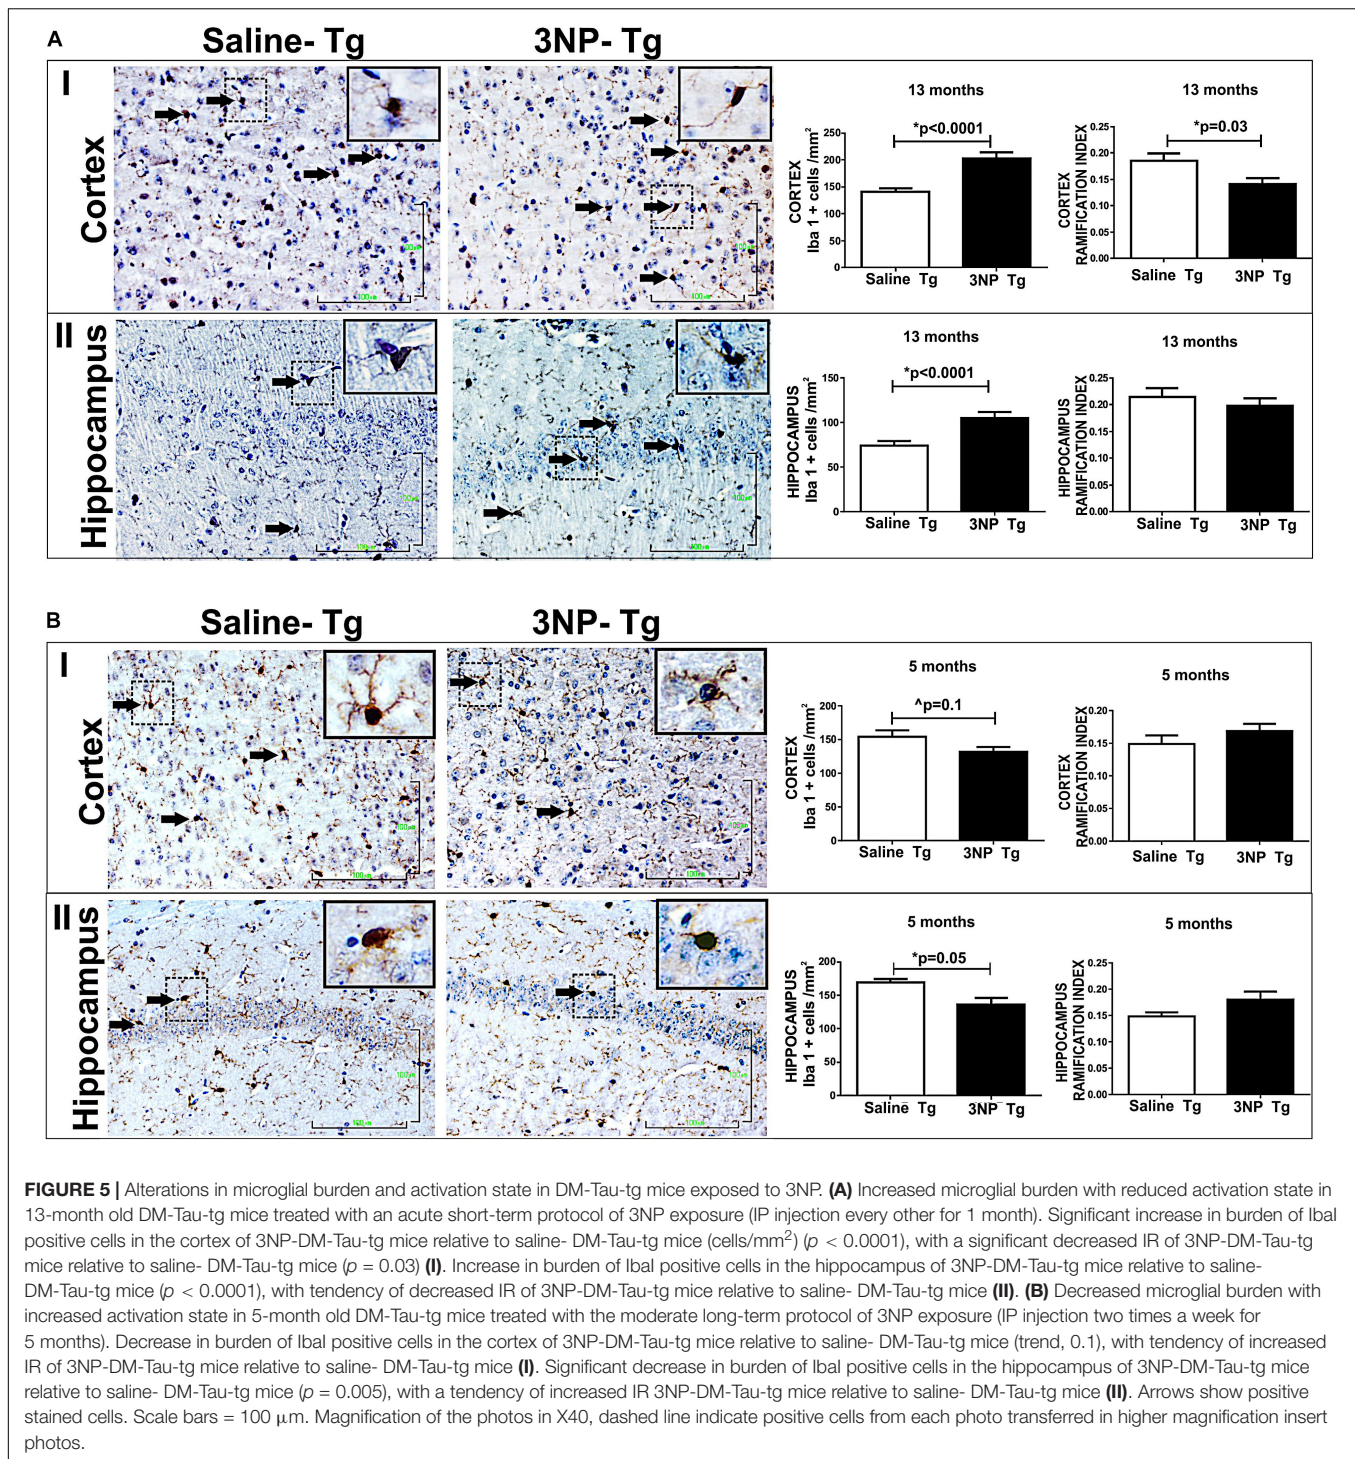 A
Saline- Tg
3NP- Tg
I
Cortex
100µm
100µm
100µm
100µm
13 months
*p<0.0001
CORTEX
Iba 1 + cells /mm²
250
200
150
100
50
0
Saline Tg
3NP Tg
13 months
*p=0.03
CORTEX
RAMIFICATION INDEX
0.25
0.20
0.15
0.10
0.05
0.00
Saline Tg
3NP Tg
II
Hippocampus
100µm
100µm
100µm
100µm
13 months
*p<0.0001
HIPPOCAMPUS
Iba 1 + cells /mm²
150
100
50
0
Saline Tg
3NP Tg
13 months
HIPPOCAMPUS
RAMIFICATION INDEX
0.25
0.20
0.15
0.10
0.05
0.00
Saline Tg
3NP Tg
B
Saline- Tg
3NP- Tg
I
Cortex
100µm
100µm
100µm
100µm
5 months
^p=0.1
CORTEX
Iba 1 + cells /mm²
200
150
100
50
0
Saline Tg
3NP Tg
5 months
CORTEX
RAMIFICATION INDEX
0.20
0.15
0.10
0.05
0.00
Saline Tg
3NP Tg
II
Hippocampus
100µm
100µm
100µm
100µm
5 months
*p=0.05
HIPPOCAMPUS
Iba 1 + cells /mm²
200
150
100
50
0
Saline Tg
3NP Tg
5 months
HIPPOCAMPUS
RAMIFICATION INDEX
0.25
0.20
0.15
0.10
0.05
0.00
Saline Tg
3NP Tg
FIGURE 5 | Alterations in microglial burden and activation state in DM-Tau-tg mice exposed to 3NP. (A) Increased microglial burden with reduced activation state in
13-month old DM-Tau-tg mice treated with an acute short-term protocol of 3NP exposure (IP injection every other for 1 month). Significant increase in burden of IbaI
positive cells in the cortex of 3NP-DM-Tau-tg mice relative to saline- DM-Tau-tg mice (cells/mm²) (p < 0.0001), with a significant decreased IR of 3NP-DM-Tau-tg
mice relative to saline- DM-Tau-tg mice (p = 0.03) (I). Increase in burden of IbaI positive cells in the hippocampus of 3NP-DM-Tau-tg mice relative to saline-
DM-Tau-tg mice (p < 0.0001), with tendency of decreased IR of 3NP-DM-Tau-tg mice relative to saline- DM-Tau-tg mice (II). (B) Decreased microglial burden with
increased activation state in 5-month old DM-Tau-tg mice treated with the moderate long-term protocol of 3NP exposure (IP injection two times a week for
5 months). Decrease in burden of IbaI positive cells in the cortex of 3NP-DM-Tau-tg mice relative to saline- DM-Tau-tg mice (trend, 0.1), with tendency of increased
IR of 3NP-DM-Tau-tg mice relative to saline- DM-Tau-tg mice (I). Significant decrease in burden of IbaI positive cells in the hippocampus of 3NP-DM-Tau-tg mice
relative to saline- DM-Tau-tg mice (p = 0.005), with a tendency of increased IR 3NP-DM-Tau-tg mice relative to saline- DM-Tau-tg mice (II). Arrows show positive
stained cells. Scale bars = 100 µm. Magnification of the photos in X40, dashed line indicate positive cells from each photo transferred in higher magnification insert
photos.